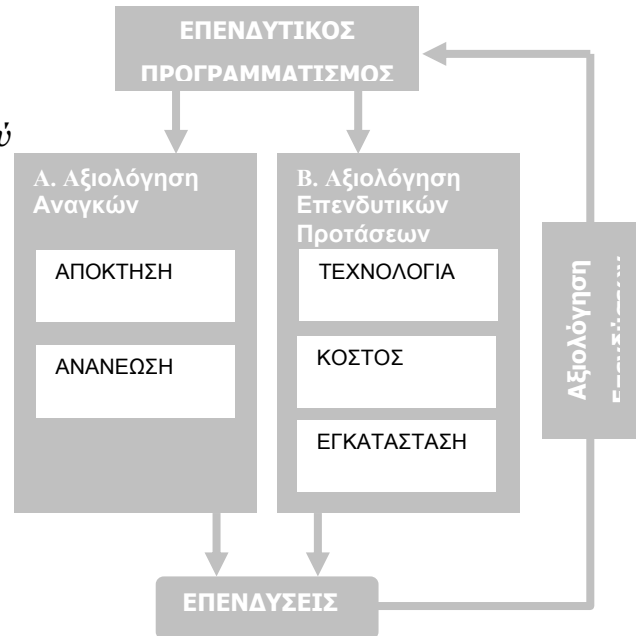 ΕΠΕΝΔΥΤΙΚΟΣ
ΠΡΟΓΡΑΜΜΑΤΙΣΜΟΣ
ύ
Α. Αξιολόγηση
Αναγκών
ΑΠΟΚΤΗΣΗ
ΑΝΑΝΕΩΣΗ
Β. Αξιολόγηση
Επενδυτικών
Προτάσεων
ΤΕΧΝΟΛΟΓΙΑ
ΚΟΣΤΟΣ
ΕΓΚΑΤΑΣΤΑΣΗ
Αξιολόγηση
ΕΠΕΝΔΥΣΕΙΣ